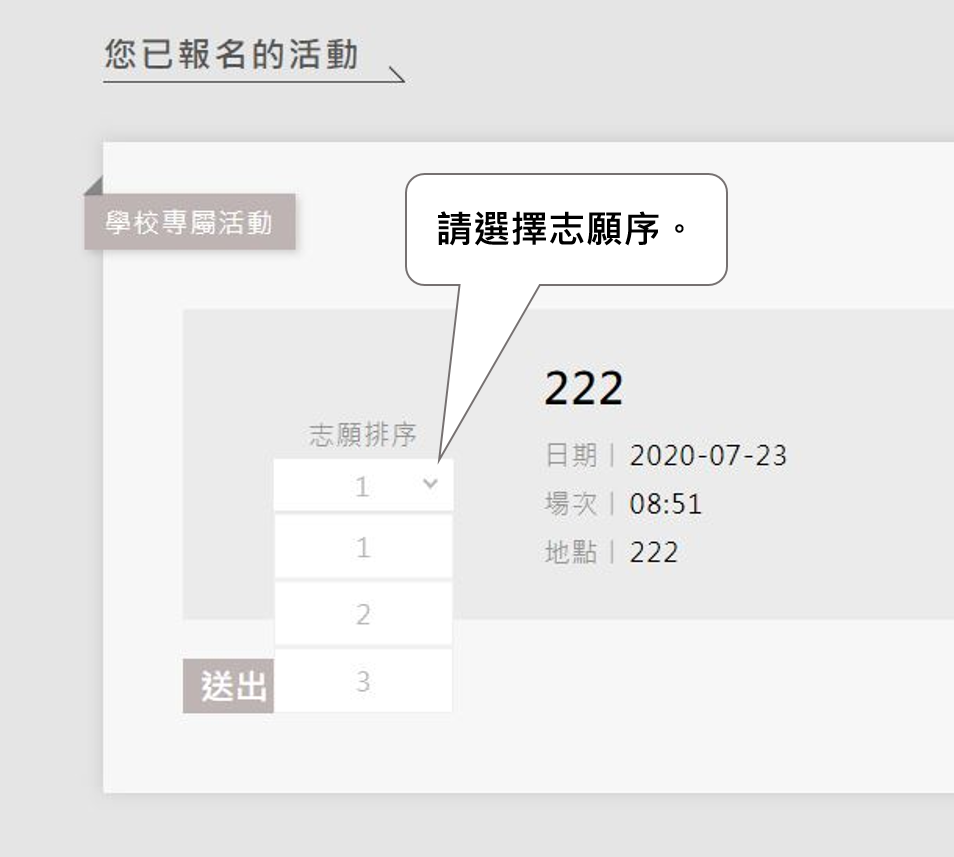 您已報名的活動
學校專屬活動
請選擇志願序。
222
志願排序
日期｜2020-07-23
1
場次｜08:51
1
地點｜222
2
3
送出